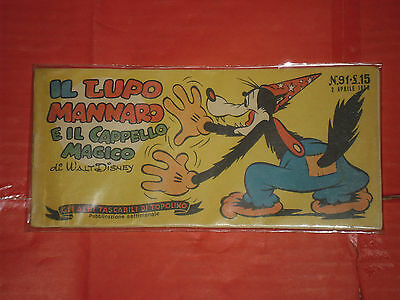 IL LUPO
MANNARO
E IL CAPPELLO
MAGICO
di WALT DISNEY
N.91-£.15
2 APRILE
GLI ALBI TASCABILI DI TOPOLINO
Pubblicazione settimanale